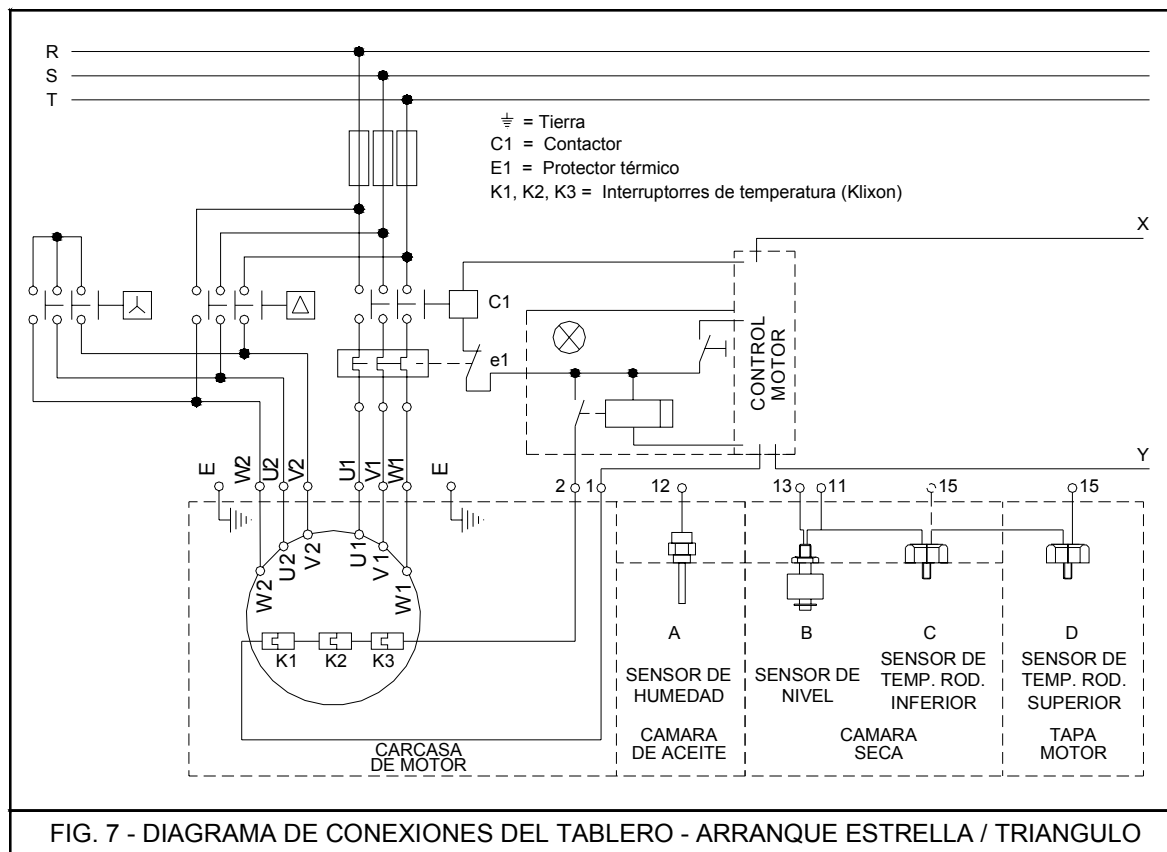 R
S
T
= Tierra
C1 = Contactor
E1 = Protector térmico
K1, K2, K3 = Interruptorres de temperatura (Klixon)
X
C1
e1
CONTROL
MOTOR
Y
E
W2
U2
V2
U1
V1
W1
E
2
1
12
13
11
15
15
W2
U2
V2
U1
V1
W1
K1
K2
K3
A
B
C
D
SENSOR DE
HUMEDAD
SENSOR DE
NIVEL
SENSOR DE
TEMP. ROD.
INFERIOR
SENSOR DE
TEMP. ROD.
SUPERIOR
CARCASA
DE MOTOR
CAMARA
DE ACEITE
CAMARA
SECA
TAPA
MOTOR
FIG. 7 - DIAGRAMA DE CONEXIONES DEL TABLERO - ARRANQUE ESTRELLA / TRIANGULO